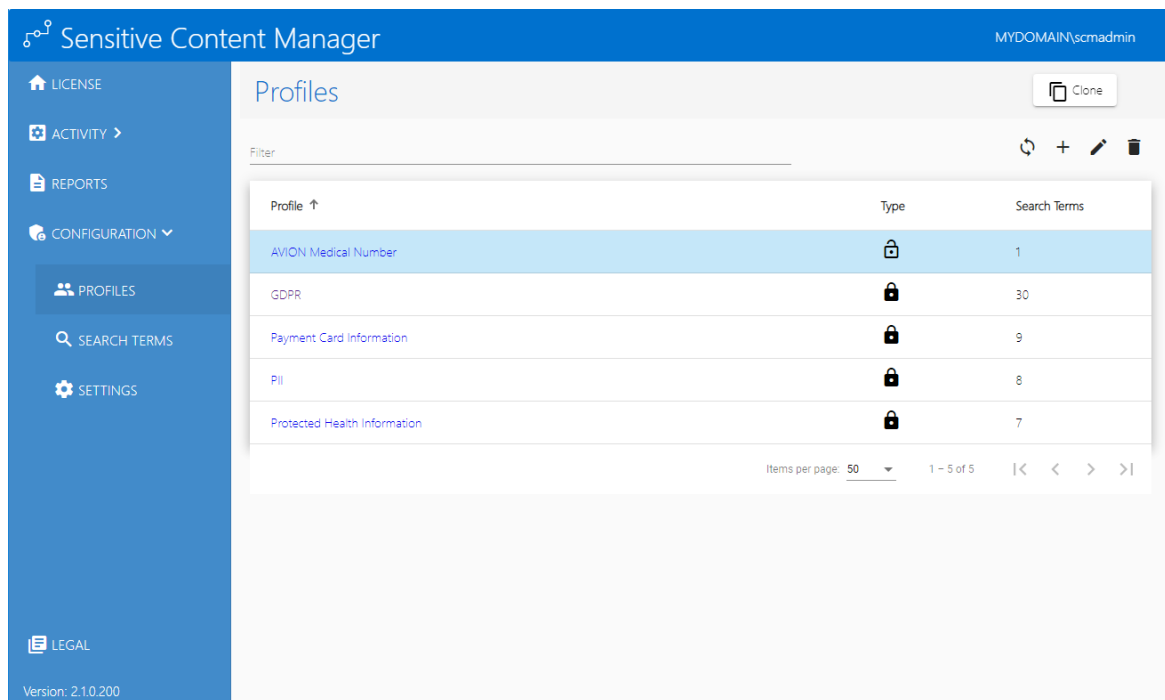 Sensitive Content Manager
MYDOMAIN\scmadmin
LICENSE
ACTIVITY
REPORTS
CONFIGURATION
PROFILES
SEARCH TERMS
SETTINGS
LEGAL
Version: 2.1.0.200
Profiles
Clone
Filter
Profile Type Search Terms
AVION Medical Number 1
GDPR 30
Payment Card Information 9
PII 8
Protected Health Information 7
Items per page: 50 1 – 5 of 5